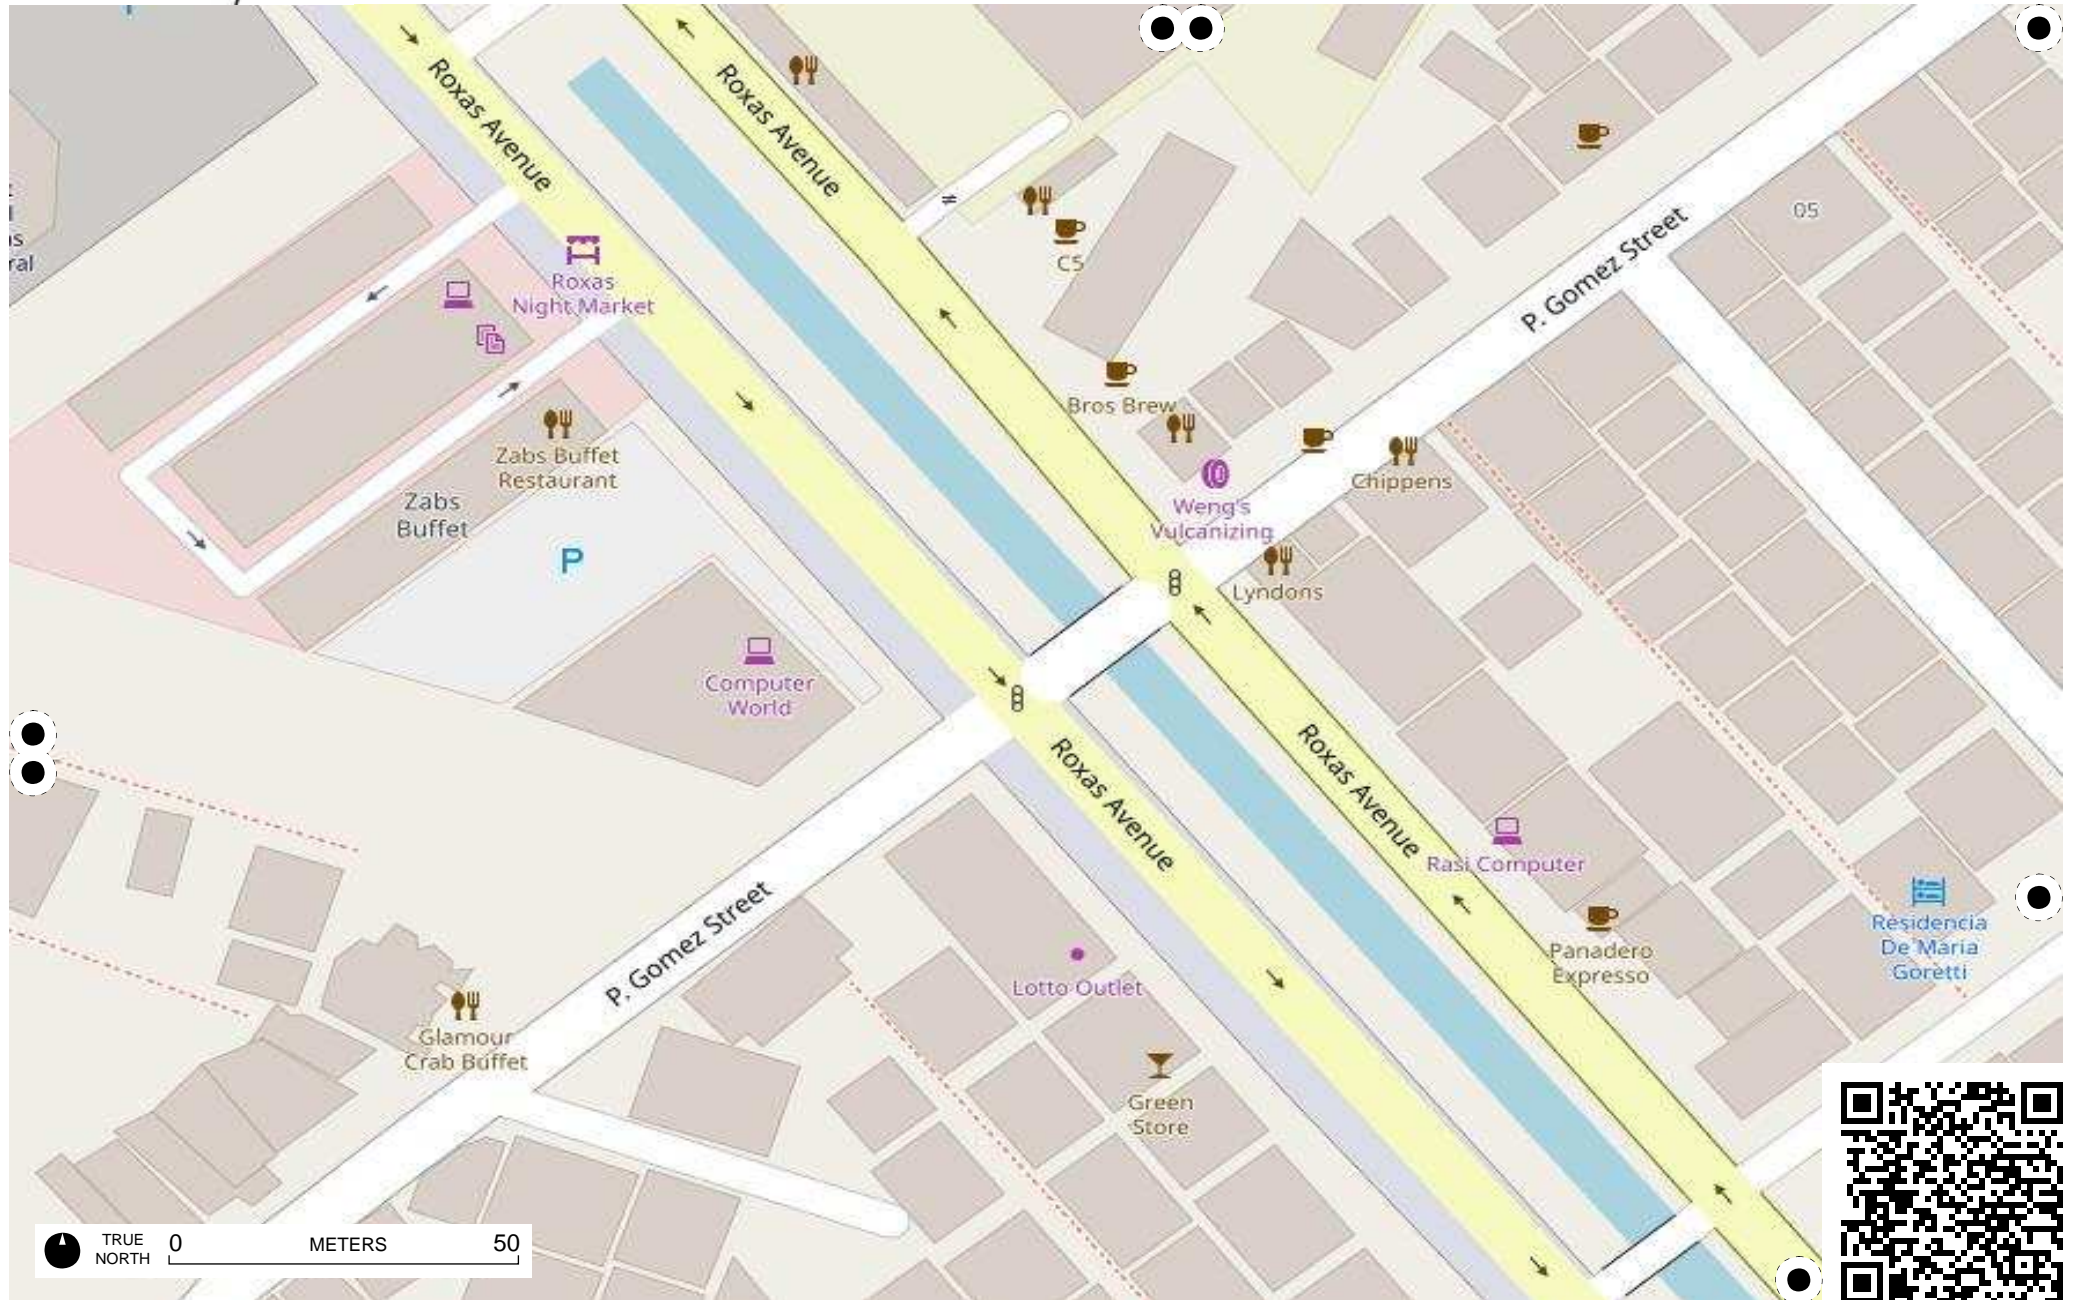 Roxas Avenue
Roxas Avenue
05
P. Gomez Street
C5
Roxas
Night Market
Bros Brew
Zabs Buffet
Restaurant
Zabs
Buffet
Chippens
Weng's
Vulcanizing
P
Lyndons
Computer
World
Roxas Avenue
Roxas Avenue
Rasi Computer
P. Gomez Street
Residencia
De Maria
Goretti
Panadero
Expresso
Lotto Outlet
Glamour
Crab Buffet
Green
Store
TRUE
NORTH
0 METERS 50